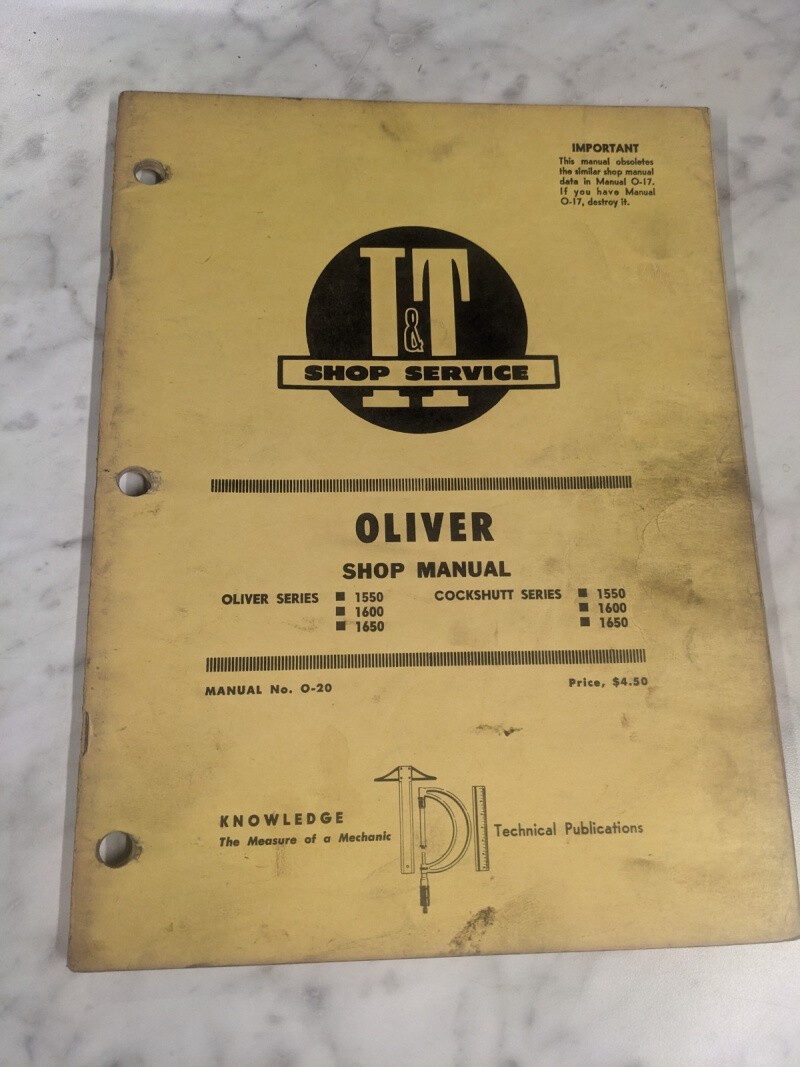 IMPORTANT
This manual obsoletes
the similar shop manual
data in Manual O-17.
If you have Manual
O-17, destroy it.
I&T
SHOP SERVICE
OLIVER
SHOP MANUAL
OLIVER SERIES ■ 1550 COCKSHUTT SERIES ■ 1550
■ 1600 ■ 1600
■ 1650 ■ 1650
MANUAL No. O-20 Price, $4.50
KNOWLEDGE
The Measure of a Mechanic
TPI
Technical Publications